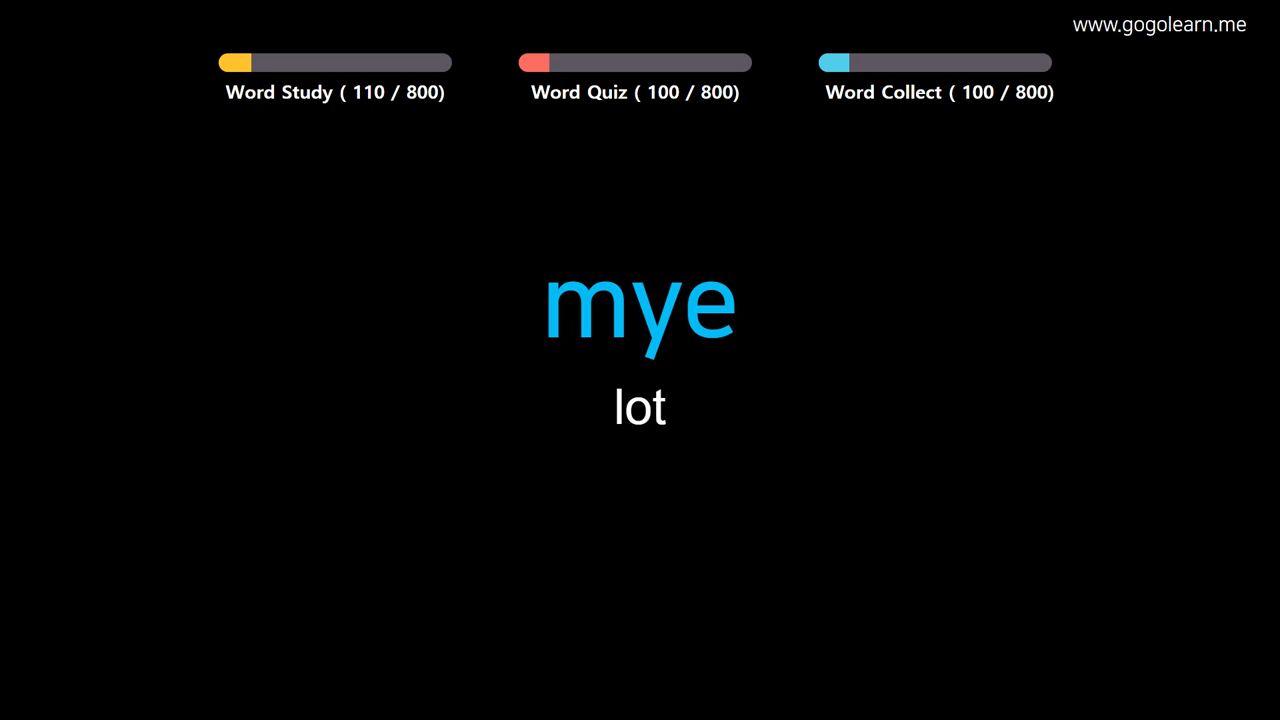 www.gogolearn.me
Word Study ( 110 / 800)
Word Quiz ( 100 / 800)
Word Collect ( 100 / 800)
mye
lot